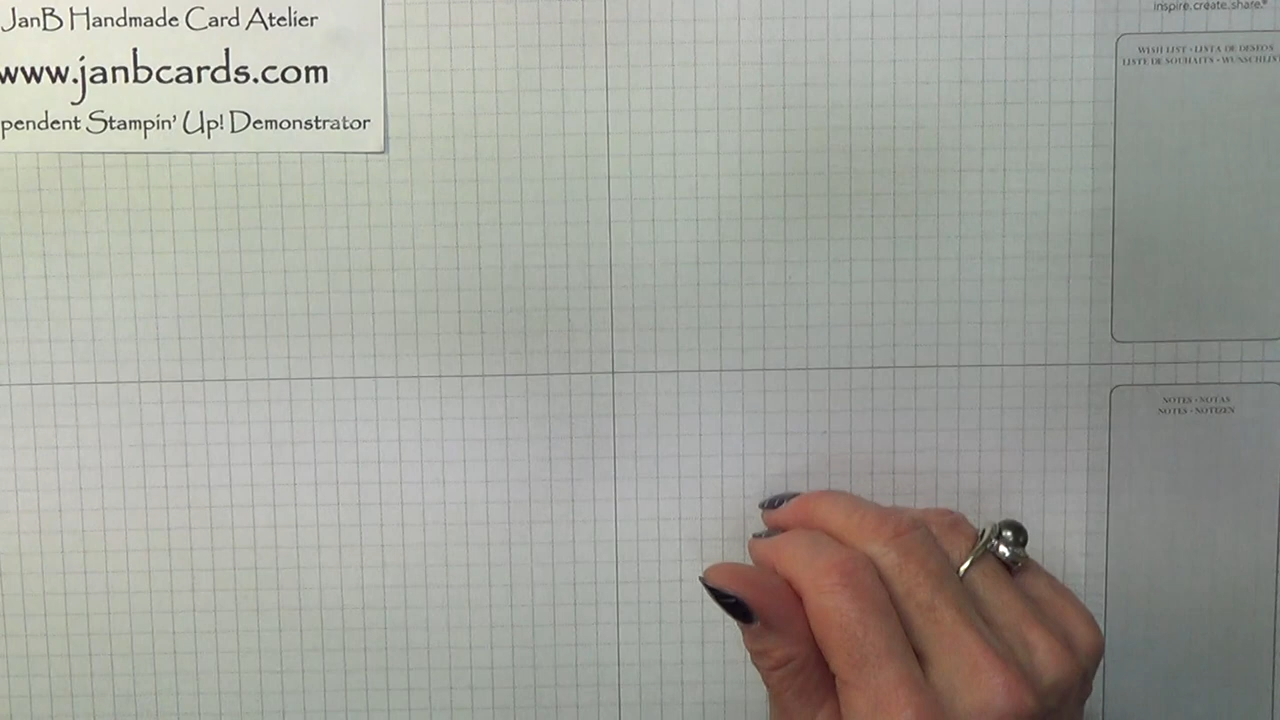 JanB Handmade Card Atelier
www.janbcards.com
pendent Stampin' Up! Demonstrator
inspire.create.share.®
WISH LIST • LISTA DE DESEOS
LISTE DE SOUHAITS • WUNSCHLIST
NOTES • NOTAS
NOTES • NOTIZEN